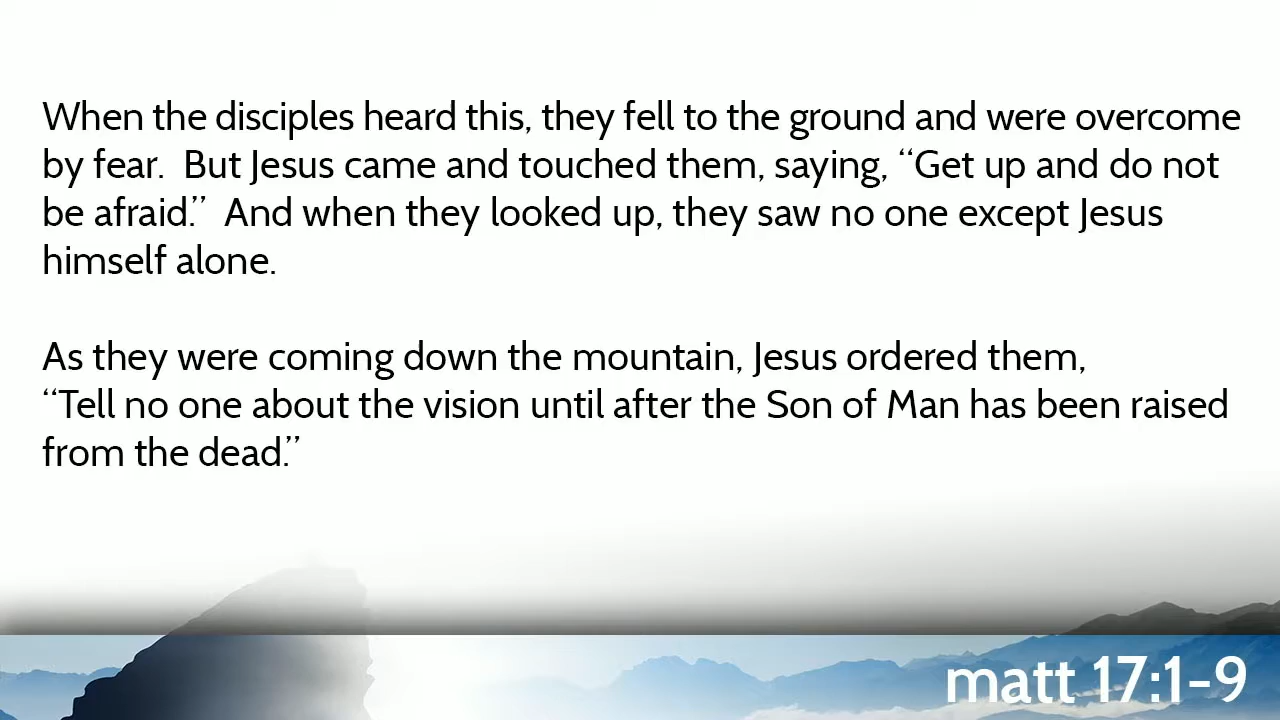 When the disciples heard this, they fell to the ground and were overcome
by fear.  But Jesus came and touched them, saying, “Get up and do not
be afraid.”  And when they looked up, they saw no one except Jesus
himself alone.
As they were coming down the mountain, Jesus ordered them,
“Tell no one about the vision until after the Son of Man has been raised
from the dead.”
matt 17:1-9